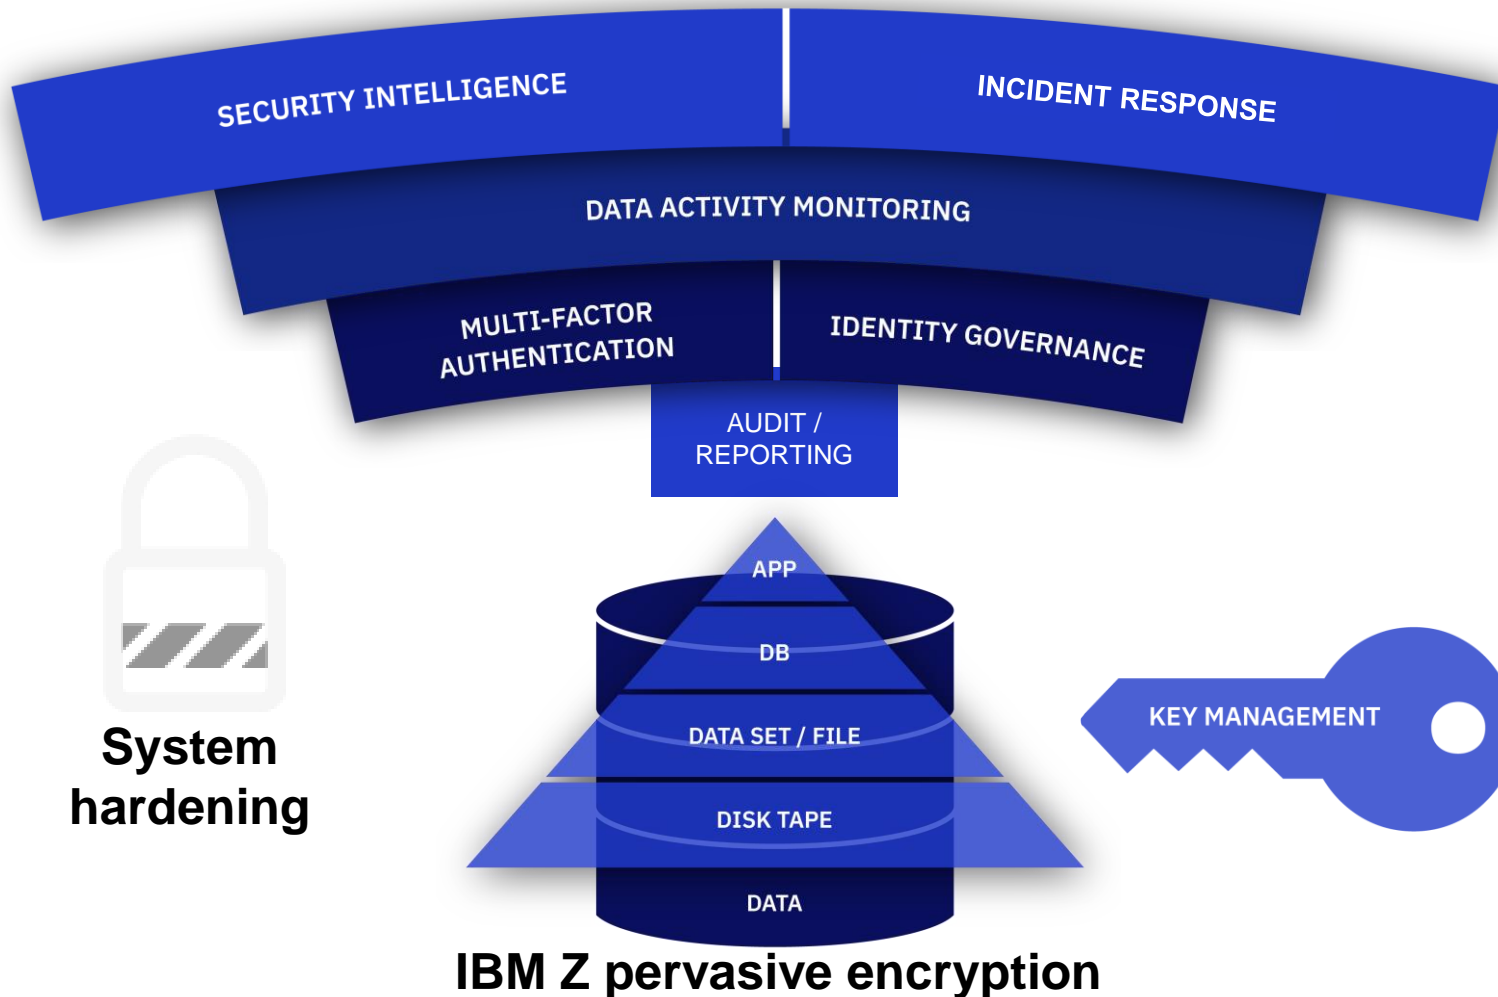 SECURITY INTELLIGENCE
INCIDENT RESPONSE
DATA ACTIVITY MONITORING
MULTI-FACTOR
AUTHENTICATION
IDENTITY GOVERNANCE
AUDIT /
REPORTING
APP
DB
DATA SET / FILE
DISK TAPE
DATA
KEY MANAGEMENT
System
hardening
IBM Z pervasive encryption